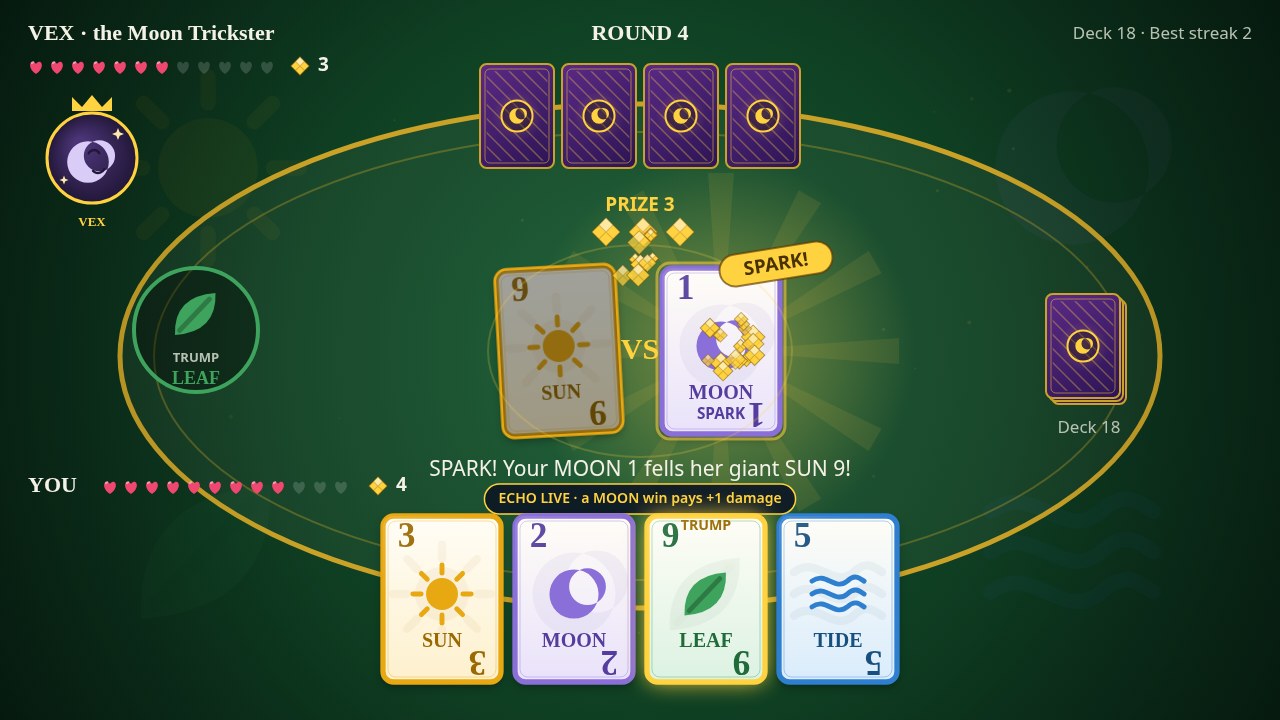 VEX · the Moon Trickster
3
ROUND 4
Deck 18 · Best streak 2
VEX
PRIZE 3
TRUMP
LEAF
9
SUN
9
VS
1
SPARK!
MOON
SPARK
1
Deck 18
SPARK! Your MOON 1 fells her giant SUN 9!
YOU
4
ECHO LIVE · a MOON win pays +1 damage
3
SUN
3
2
MOON
2
9
TRUMP
LEAF
9
5
TIDE
5